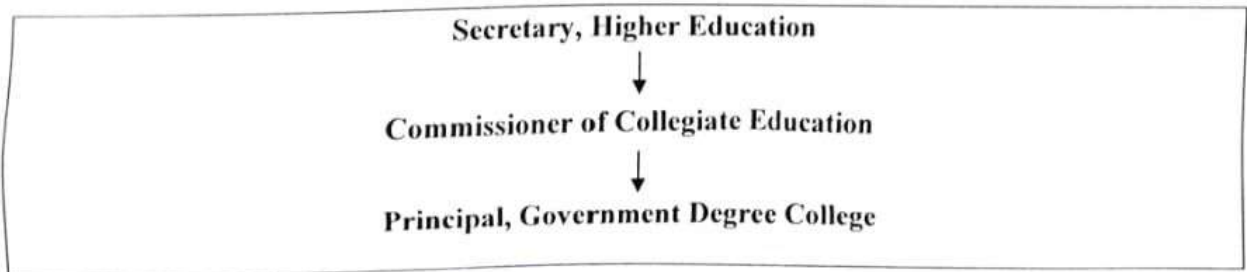 Secretary, Higher Education
Commissioner of Collegiate Education
Principal, Government Degree College